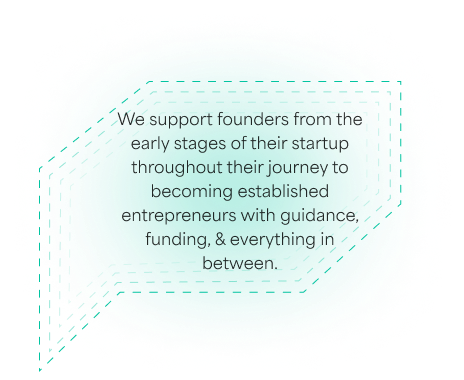 We support founders from the
early stages of their startup
throughout their journey to
becoming established
entrepreneurs with guidance,
funding, & everything in
between.